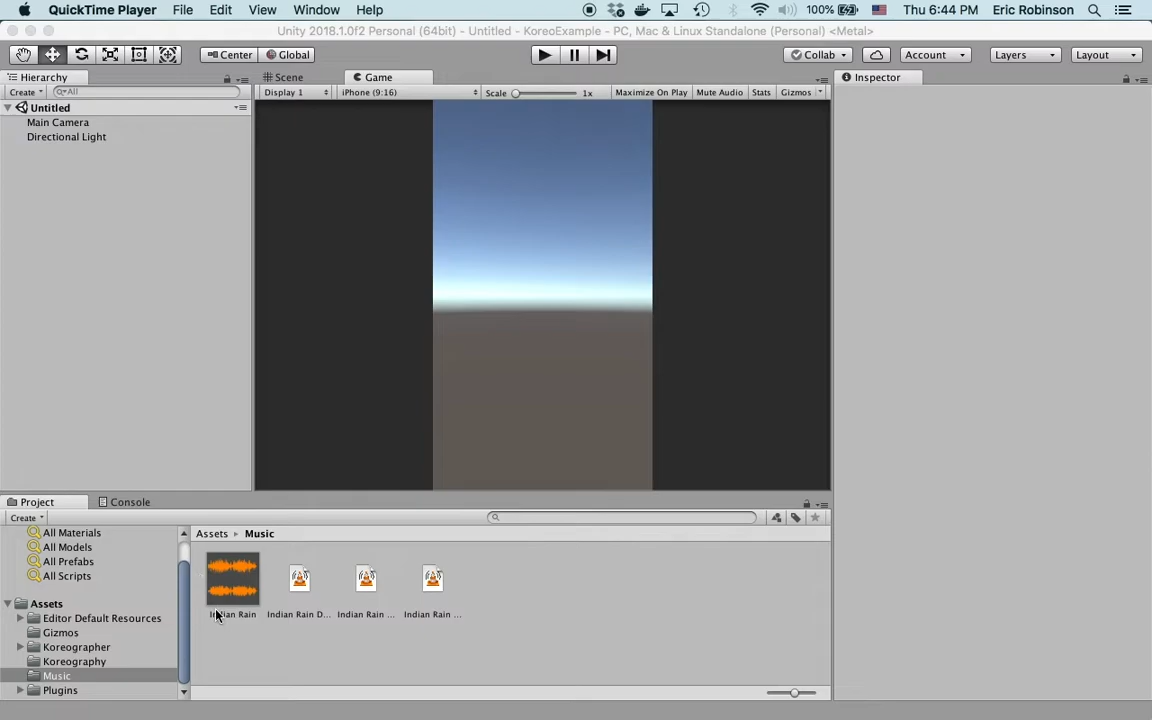 QuickTime Player File Edit View Window Help 100% Thu 6:44 PM Eric Robinson
Unity 2018.1.0f2 Personal (64bit) - Untitled - KoreoExample - PC, Mac & Linux Standalone (Personal) <Metal>
Center Global Collab Account Layers Layout
Hierarchy Scene Game Inspector
Create All Display 1 iPhone (9:16) Scale 1x Maximize On Play Mute Audio Stats Gizmos
Untitled
Main Camera
Directional Light
Project Console
Create
All Materials Assets Music
All Models
All Prefabs
All Scripts
Assets
Editor Default Resources Indian Rain Indian Rain D... Indian Rain ... Indian Rain ...
Gizmos
Koreographer
Koreography
Music
Plugins